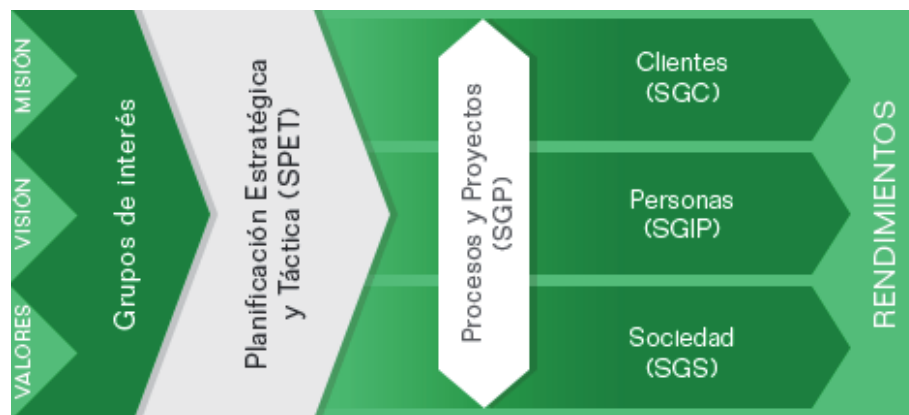 MISIÓN
VISIÓN
VALORES
Grupos de interés
Planificación Estratégica
y Táctica (SPET)
Procesos y Proyectos
(SGP)
Clientes
(SGC)
Personas
(SGIP)
Sociedad
(SGS)
RENDIMIENTOS